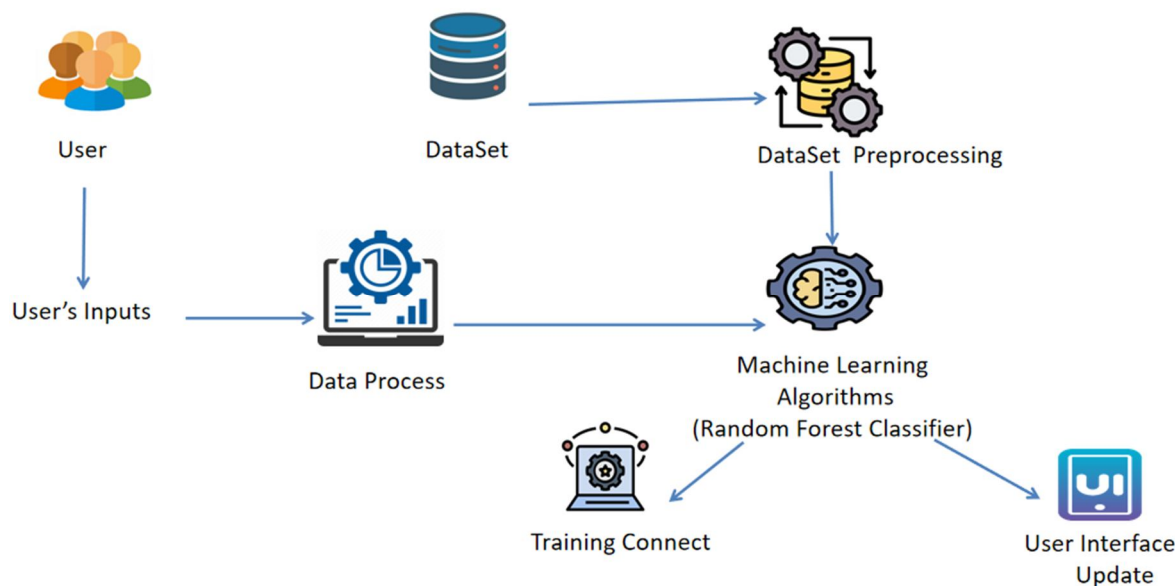 User
DataSet
DataSet Preprocessing
User's Inputs
Data Process
Machine Learning
Algorithms
(Random Forest Classifier)
Training Connect
UI
User Interface
Update